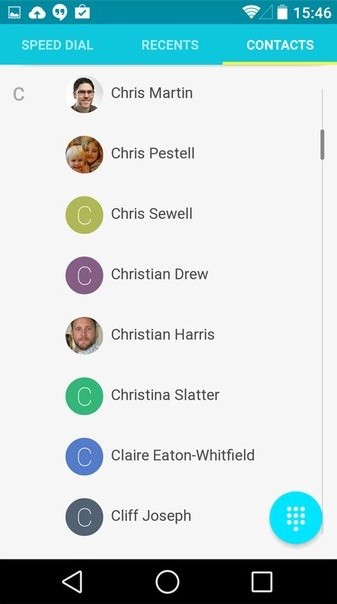 15:46
SPEED DIAL
RECENTS
CONTACTS
C
Chris Martin
Chris Pestell
C
Chris Sewell
C
Christian Drew
Christian Harris
C
Christina Slatter
C
Claire Eaton-Whitfield
C
Cliff Joseph